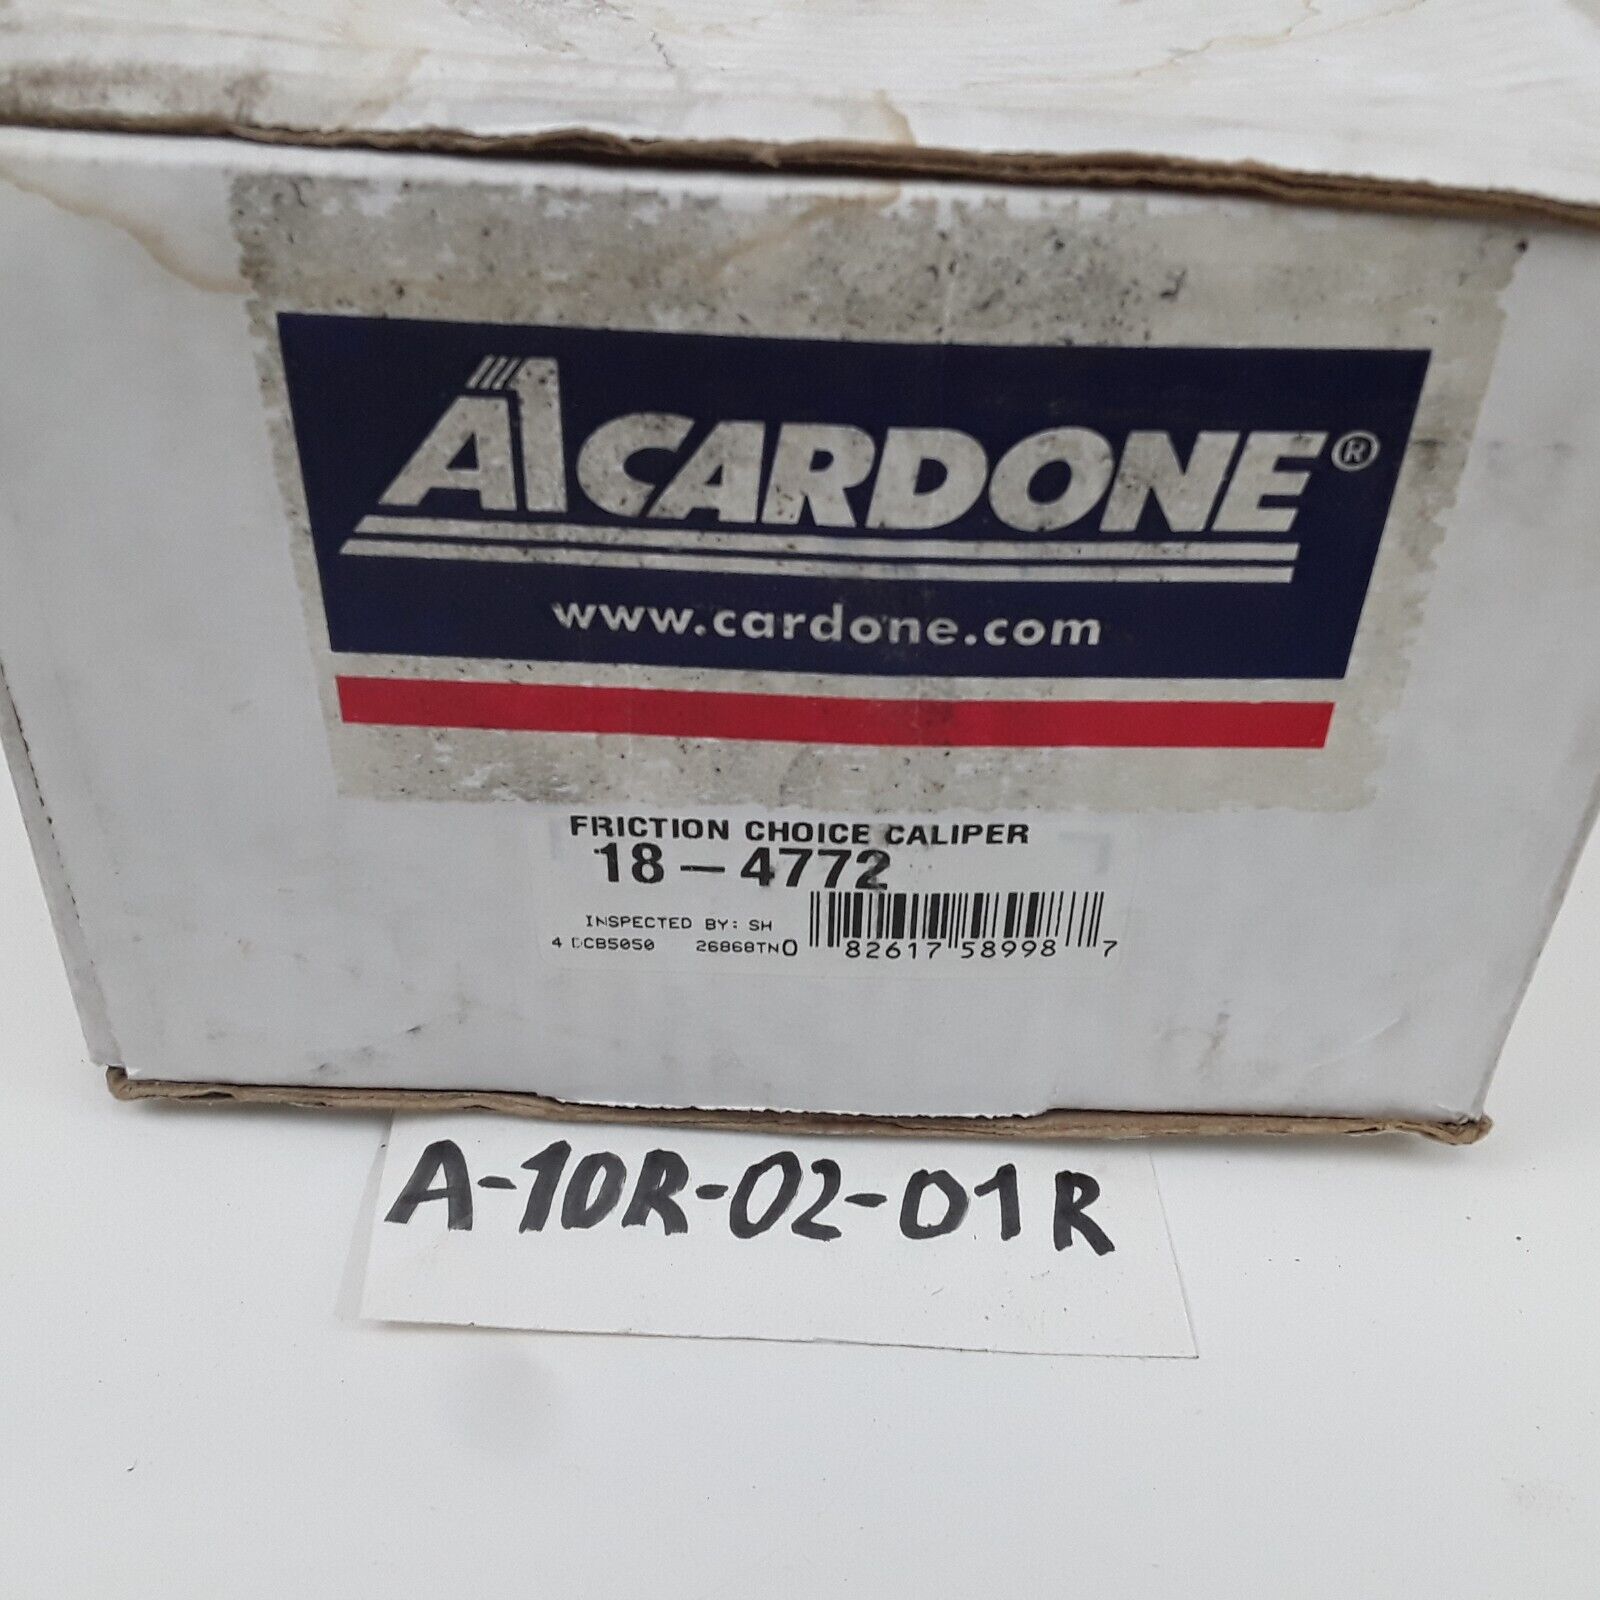 A1CARDONE®
www.cardone.com
FRICTION CHOICE CALIPER
18-4772
INSPECTED BY: SH
4 DCB5050 26868TN
0 82617 58998 7
A-10R-02-01R